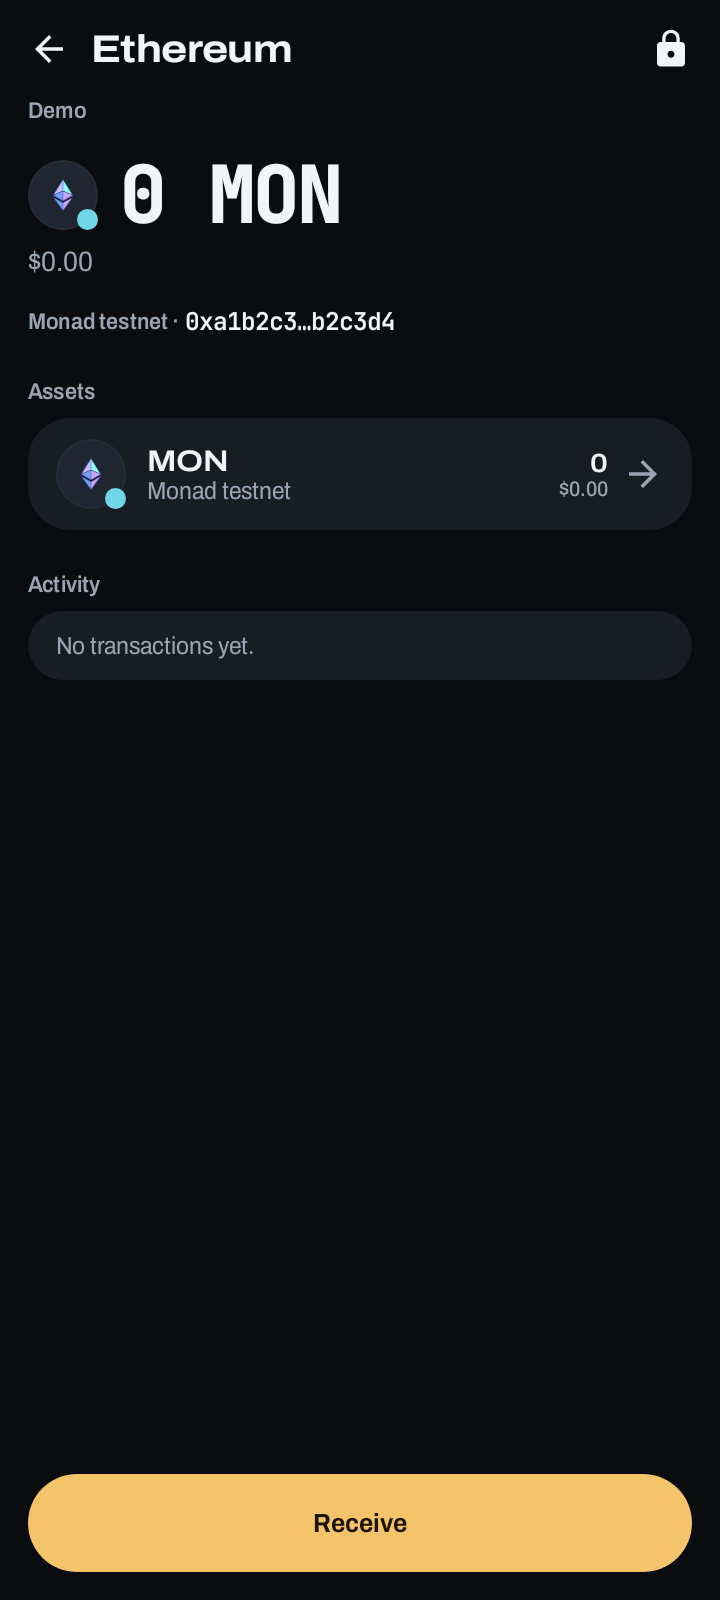 Ethereum
Demo
0 MON
$0.00
Monad testnet · 0xa1b2c3…b2c3d4
Assets
MON
0
Monad testnet
$0.00
Activity
No transactions yet.
Receive